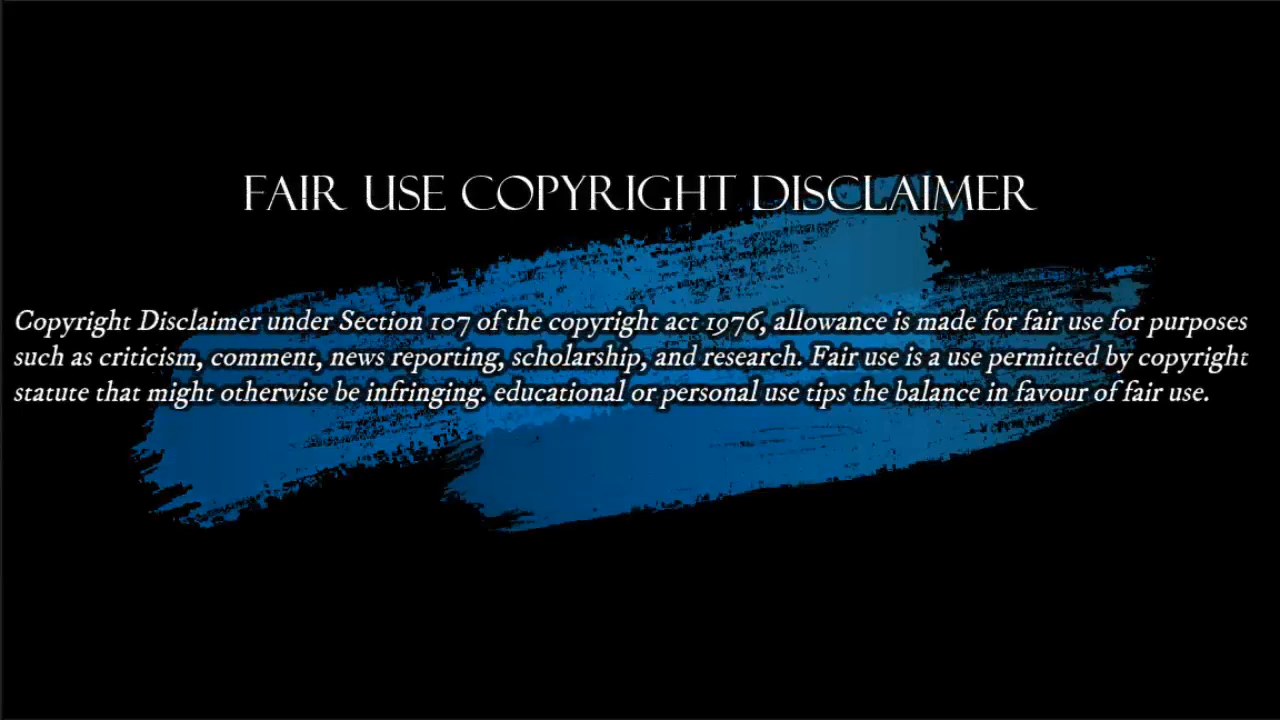 FAIR USE COPYRIGHT DISCLAIMER
Copyright Disclaimer under Section 107 of the copyright act 1976, allowance is made for fair use for purposes
such as criticism, comment, news reporting, scholarship, and research. Fair use is a use permitted by copyright
statute that might otherwise be infringing. educational or personal use tips the balance in favour of fair use.